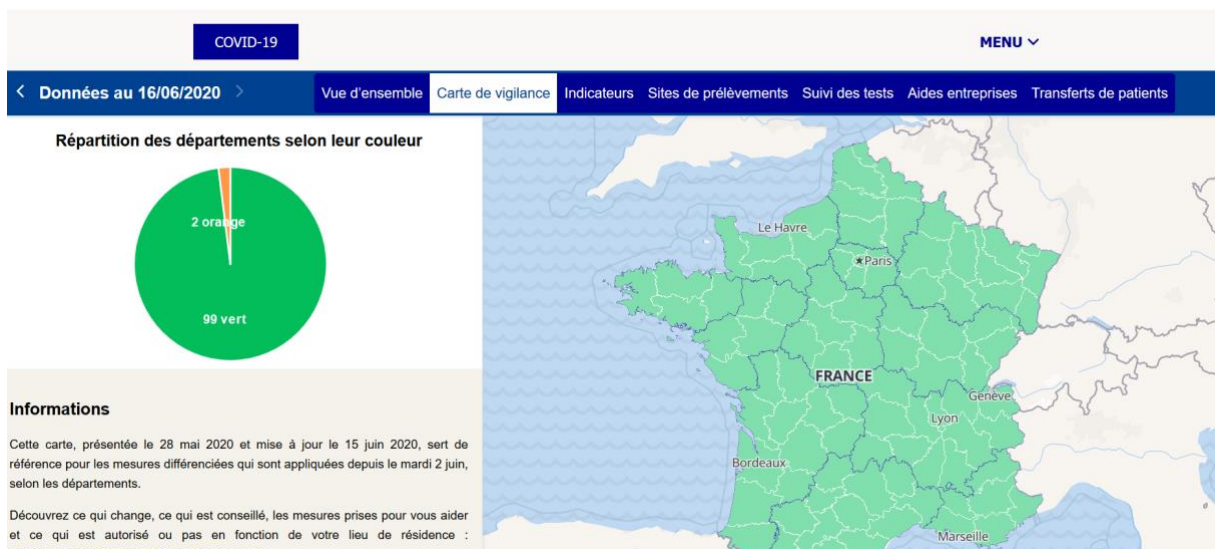 COVID-19
MENU
Données au 16/06/2020
Vue d'ensemble
Carte de vigilance
Indicateurs
Sites de prélèvements
Suivi des tests
Aides entreprises
Transferts de patients
Répartition des départements selon leur couleur
2 orange
99 vert
Informations
Cette carte, présentée le 28 mai 2020 et mise à jour le 15 juin 2020, sert de
référence pour les mesures différenciées qui sont appliquées depuis le mardi 2 juin,
selon les départements.
Découvrez ce qui change, ce qui est conseillé, les mesures prises pour vous aider
et ce qui est autorisé ou pas en fonction de votre lieu de résidence :
Le Havre
Paris
FRANCE
Genève
Lyon
Bordeaux
Marseille